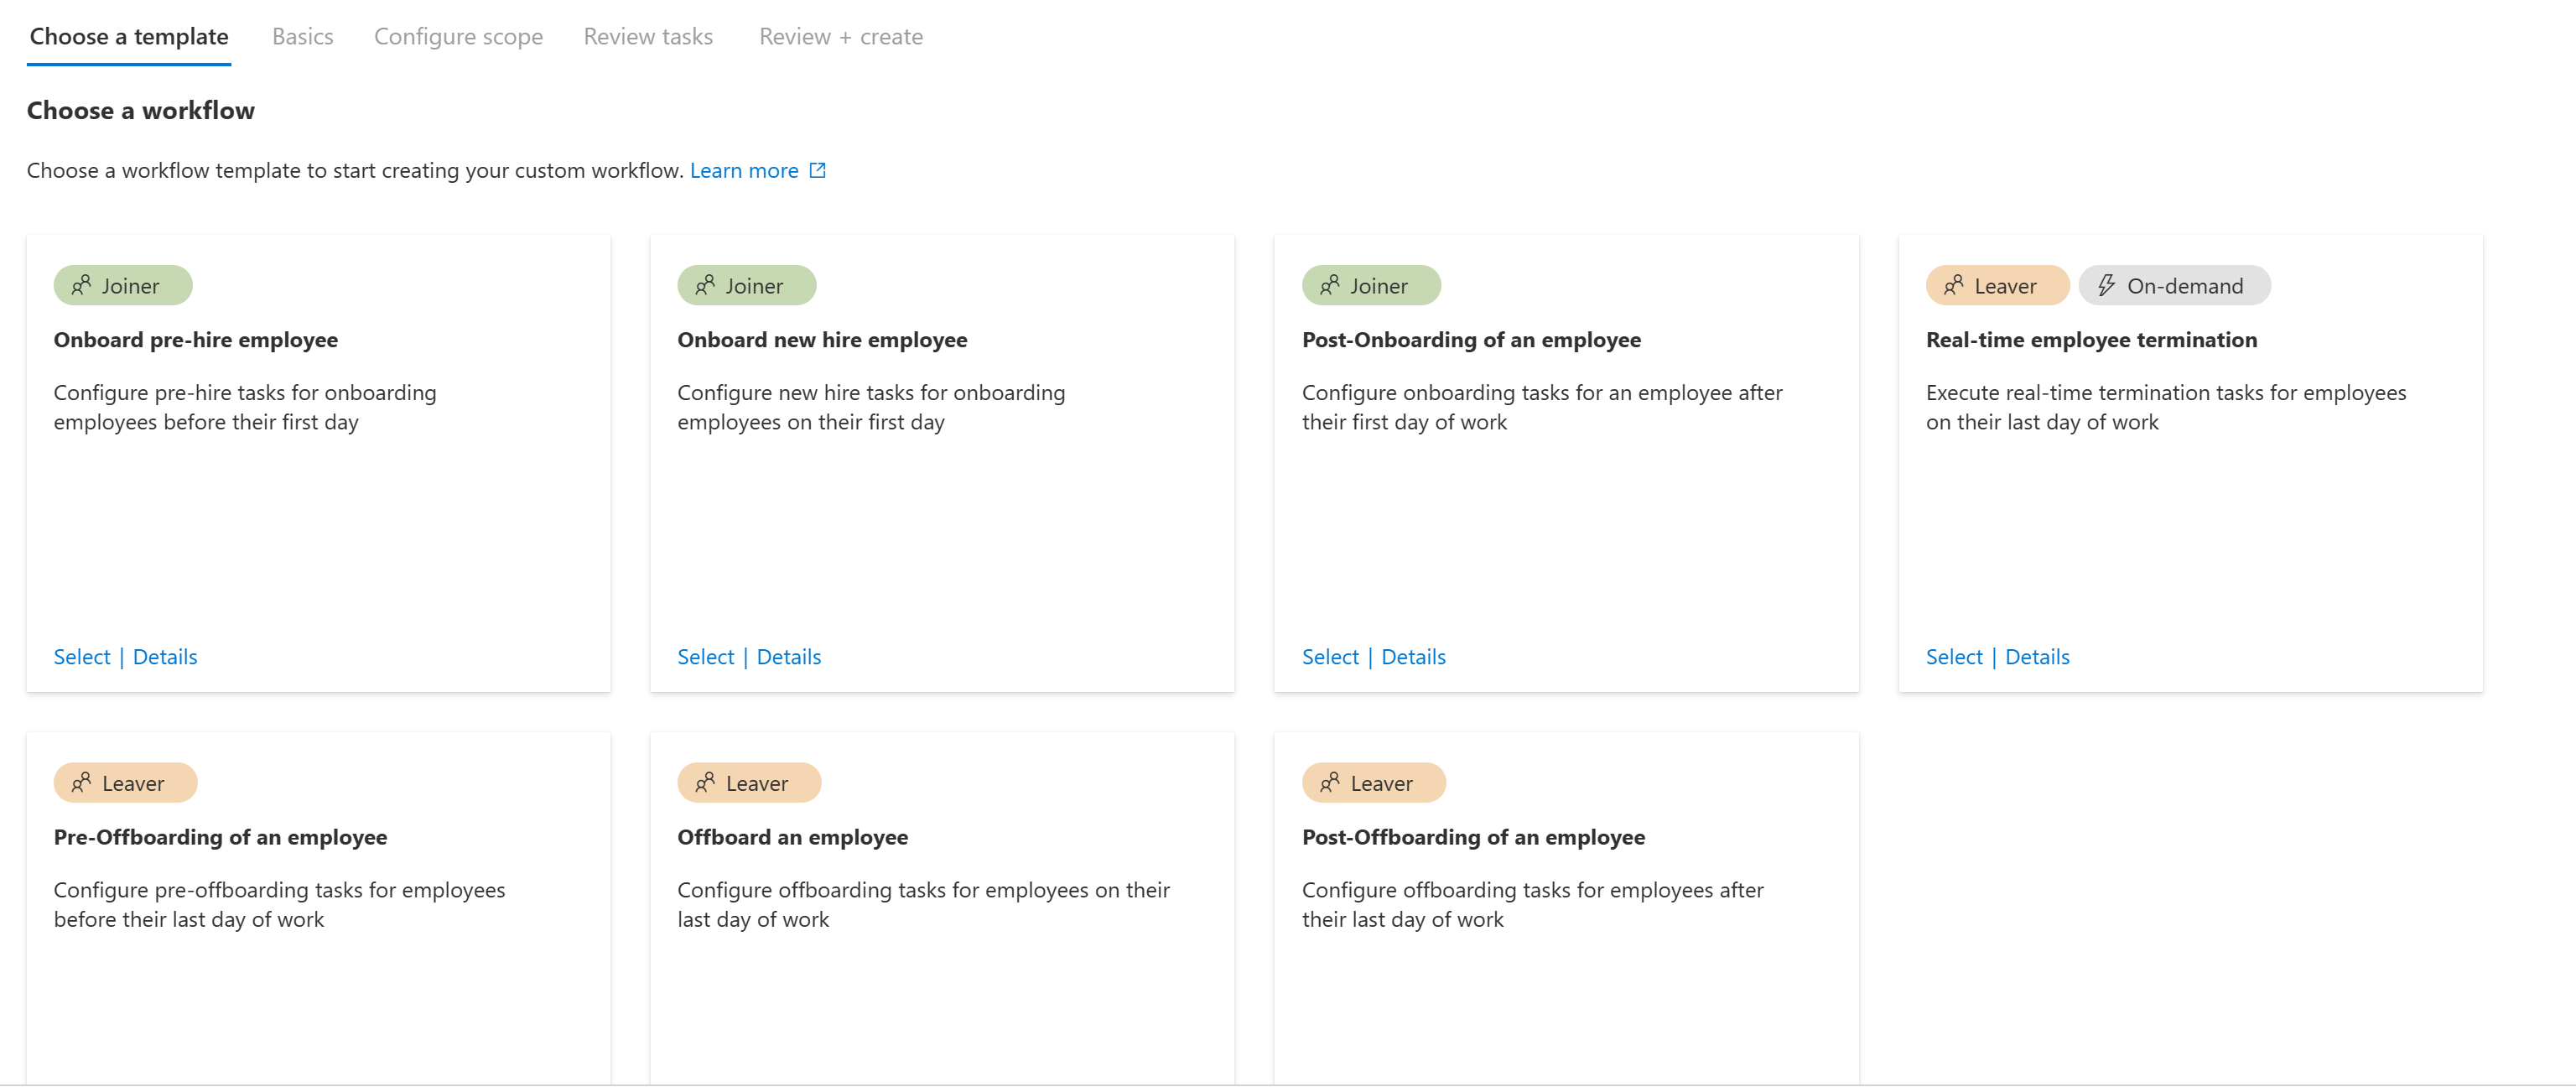 Choose a template Basics Configure scope Review tasks Review + create
Choose a workflow
Choose a workflow template to start creating your custom workflow. Learn more
Joiner
Onboard pre-hire employee
Configure pre-hire tasks for onboarding
employees before their first day
Select | Details
Joiner
Onboard new hire employee
Configure new hire tasks for onboarding
employees on their first day
Select | Details
Joiner
Post-Onboarding of an employee
Configure onboarding tasks for an employee after
their first day of work
Select | Details
Leaver On-demand
Real-time employee termination
Execute real-time termination tasks for employees
on their last day of work
Select | Details
Leaver
Pre-Offboarding of an employee
Configure pre-offboarding tasks for employees
before their last day of work
Leaver
Offboard an employee
Configure offboarding tasks for employees on their
last day of work
Leaver
Post-Offboarding of an employee
Configure offboarding tasks for employees after
their last day of work